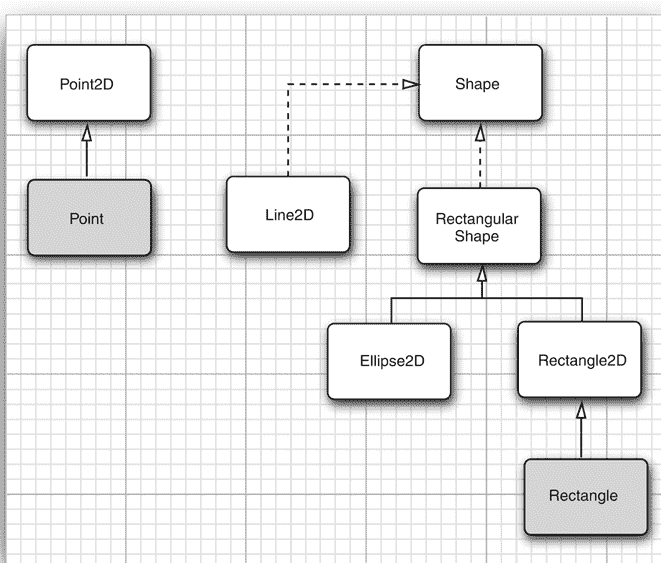 Point2D
Shape
Point
Line2D
Rectangular
Shape
Ellipse2D
Rectangle2D
Rectangle